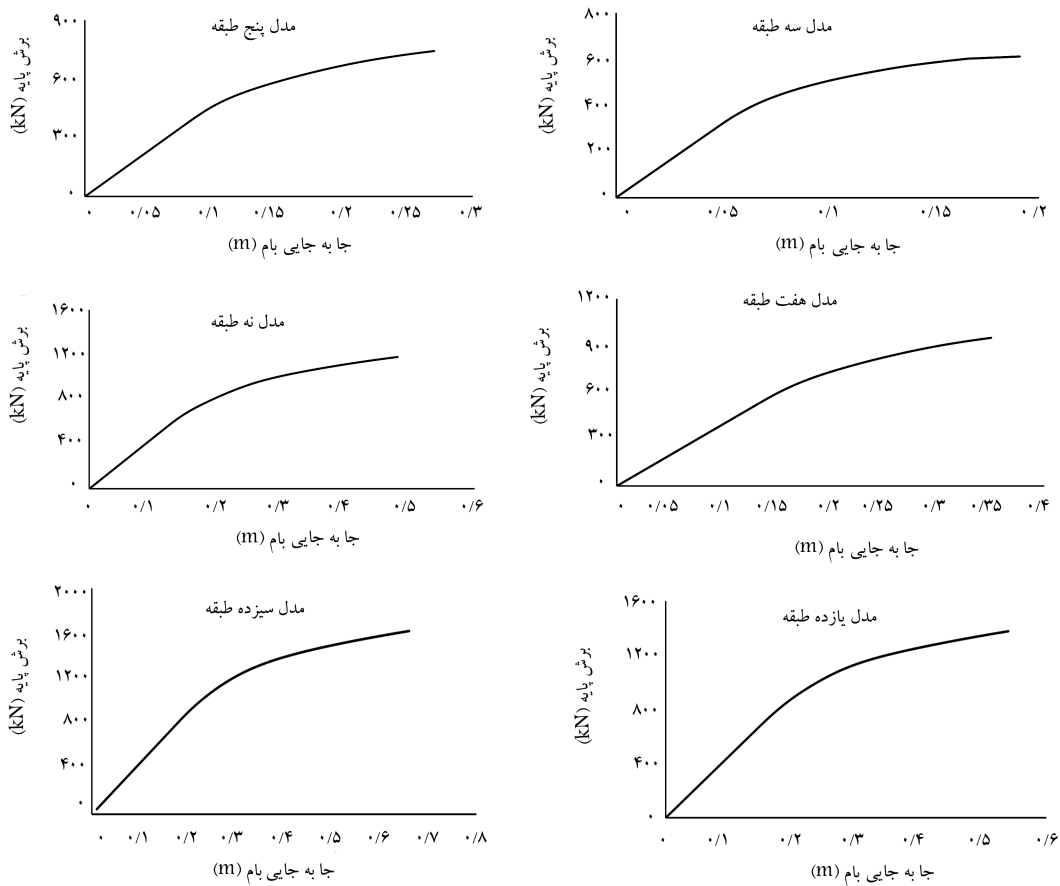 مدل سه طبقه
برش پایه (kN)
۸۰۰
۶۰۰
۴۰۰
۲۰۰
۰
۰ ۰/۰۵ ۰/۱ ۰/۱۵ ۰/۲
جا به جایی بام (m)
مدل پنج طبقه
برش پایه (kN)
۹۰۰
۶۰۰
۳۰۰
۰
۰ ۰/۰۵ ۰/۱ ۰/۱۵ ۰/۲ ۰/۲۵ ۰/۳
جا به جایی بام (m)
مدل هفت طبقه
برش پایه (kN)
۱۲۰۰
۹۰۰
۶۰۰
۳۰۰
۰
۰ ۰/۰۵ ۰/۱ ۰/۱۵ ۰/۲ ۰/۲۵ ۰/۳ ۰/۳۵ ۰/۴
جا به جایی بام (m)
مدل نه طبقه
برش پایه (kN)
۱۶۰۰
۱۲۰۰
۸۰۰
۴۰۰
۰
۰ ۰/۱ ۰/۲ ۰/۳ ۰/۴ ۰/۵ ۰/۶
جا به جایی بام (m)
مدل یازده طبقه
برش پایه (kN)
۱۶۰۰
۱۲۰۰
۸۰۰
۴۰۰
۰
۰ ۰/۱ ۰/۲ ۰/۳ ۰/۴ ۰/۵ ۰/۶
جا به جایی بام (m)
مدل سیزده طبقه
برش پایه (kN)
۲۰۰۰
۱۶۰۰
۱۲۰۰
۸۰۰
۴۰۰
۰
۰ ۰/۱ ۰/۲ ۰/۳ ۰/۴ ۰/۵ ۰/۶ ۰/۷ ۰/۸
جا به جایی بام (m)